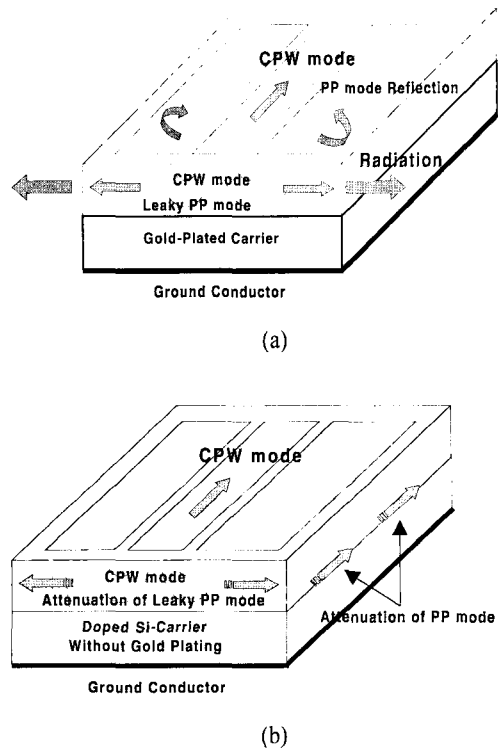 CPW mode
PP mode Reflection
Radiation
CPW mode
Leaky PP mode
Gold-Plated Carrier
Ground Conductor
(a)
CPW mode
CPW mode
Attenuation of Leaky PP mode
Attenuation of PP mode
Doped Si-Carrier
Without Gold Plating
Ground Conductor
(b)